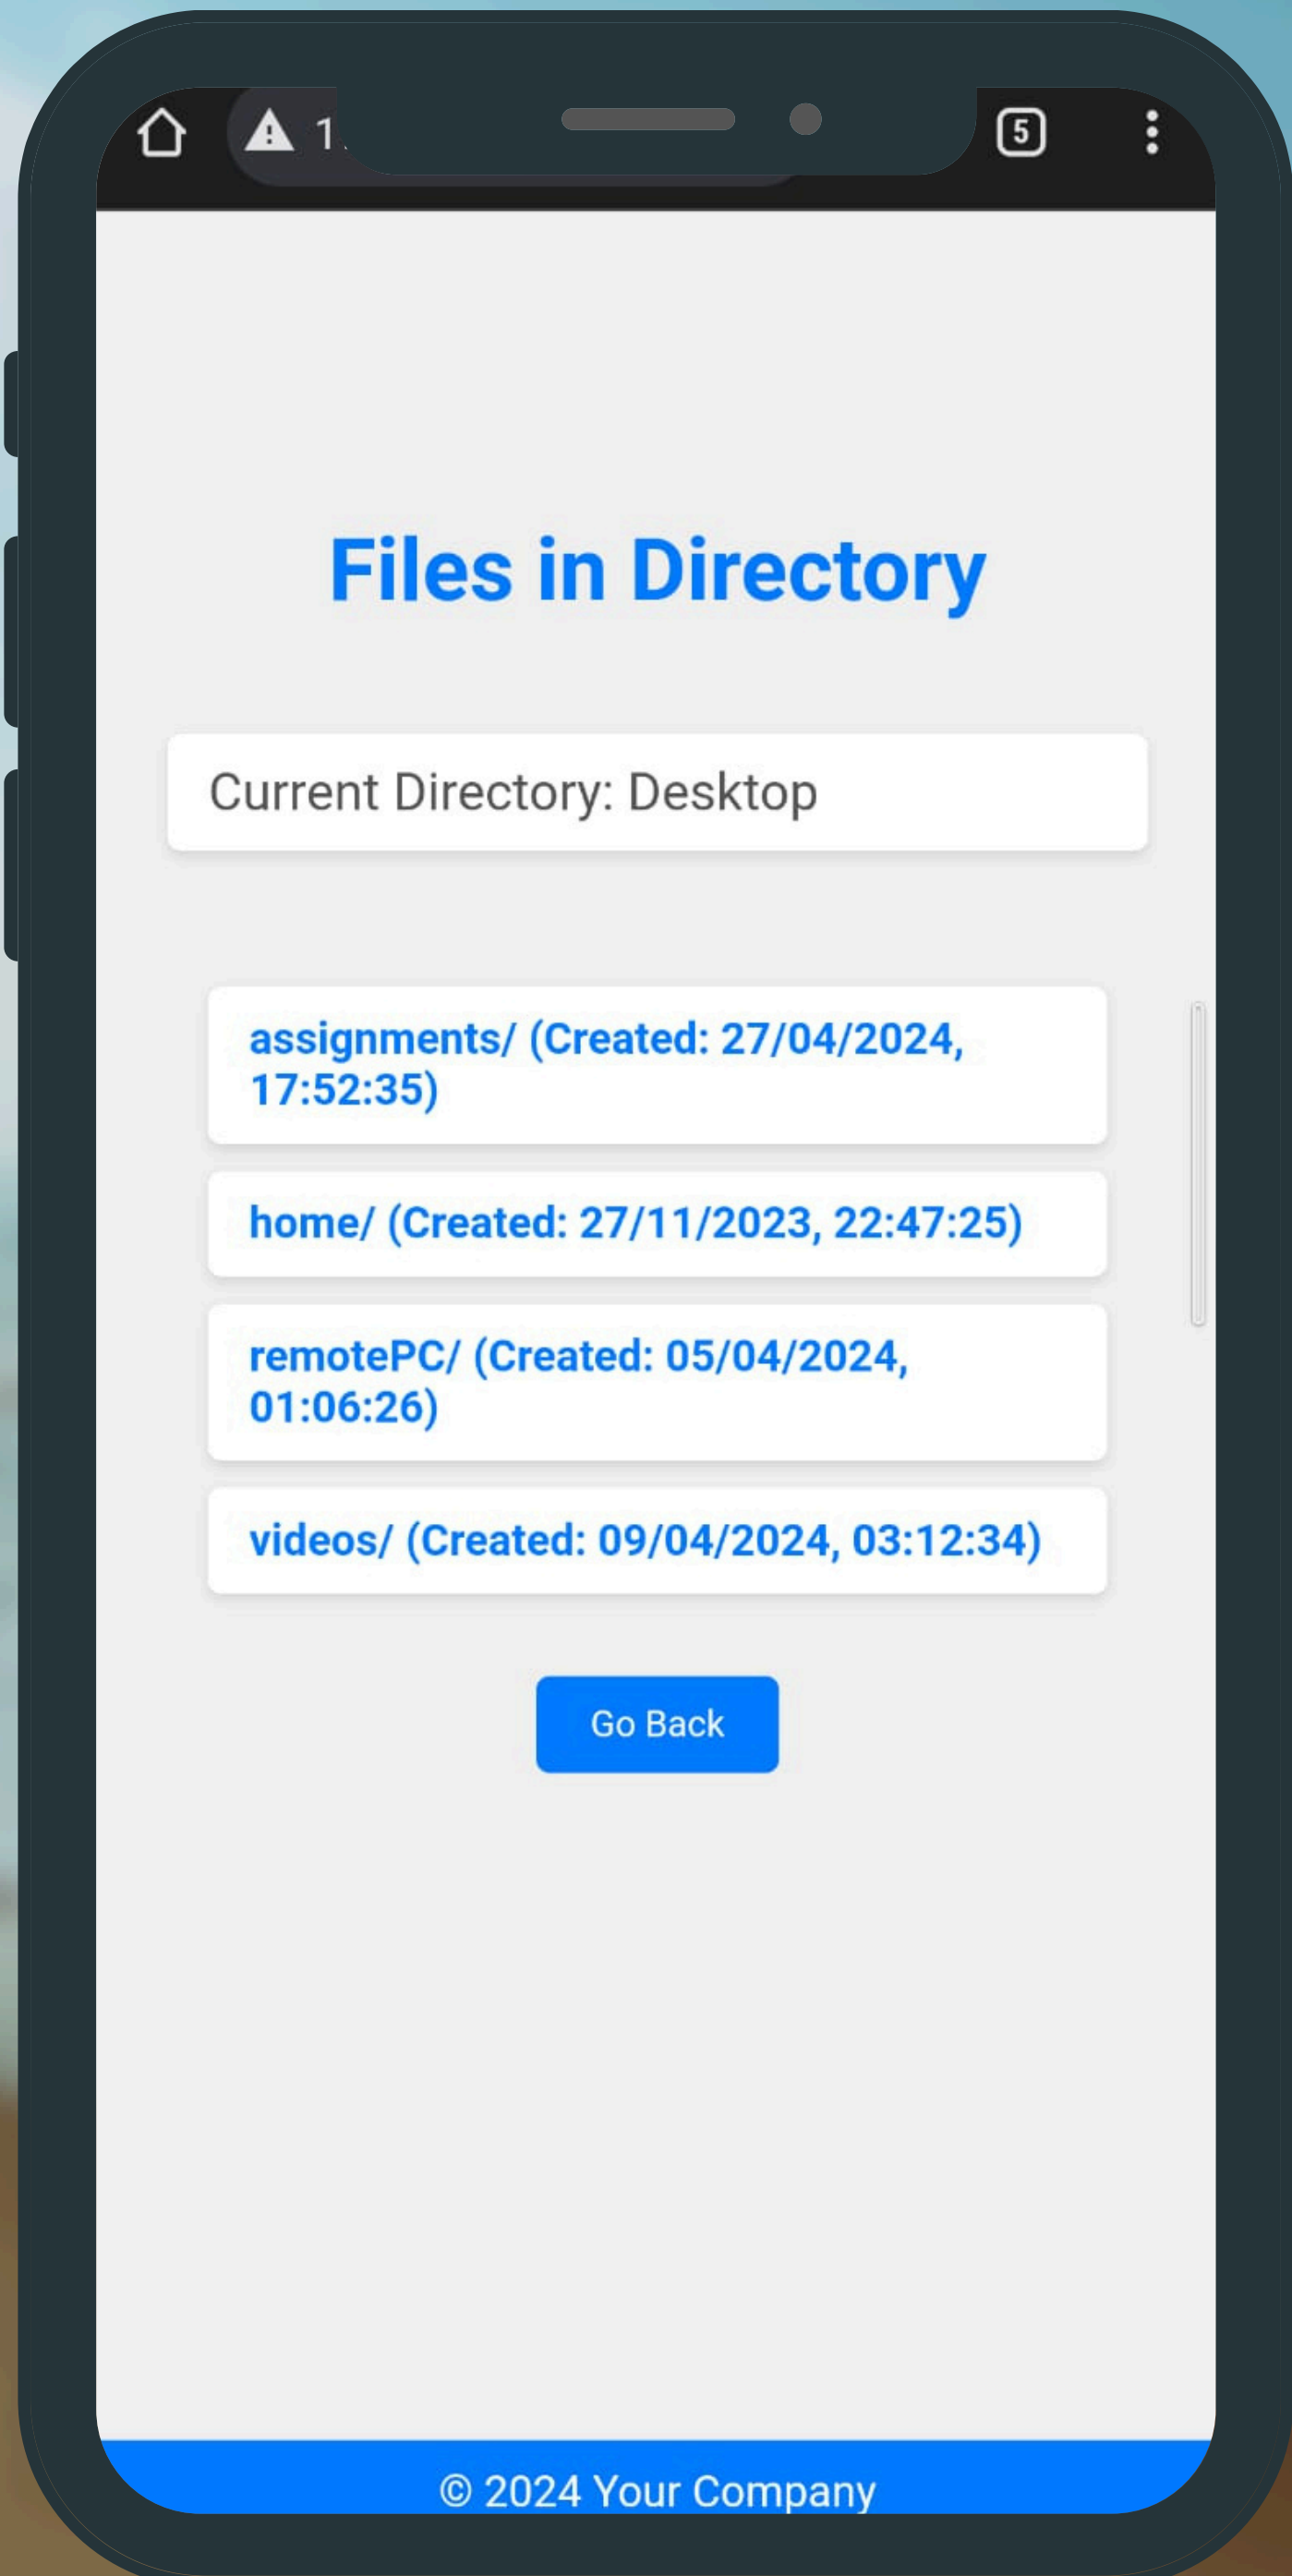 1
5
Files in Directory
Current Directory: Desktop
assignments/ (Created: 27/04/2024,
17:52:35)
home/ (Created: 27/11/2023, 22:47:25)
remotePC/ (Created: 05/04/2024,
01:06:26)
videos/ (Created: 09/04/2024, 03:12:34)
Go Back
© 2024 Your Company